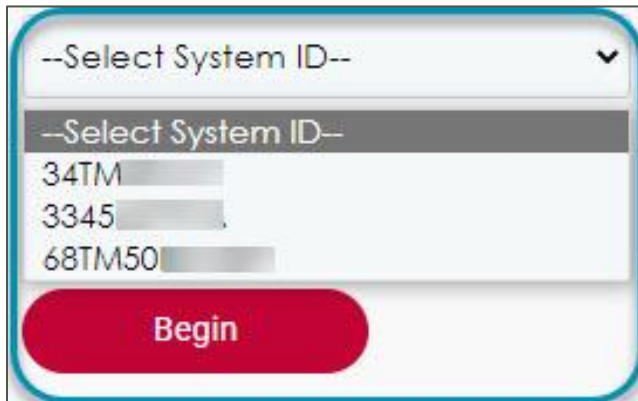 --Select System ID--
--Select System ID--
34TM
3345
68TM50
Begin